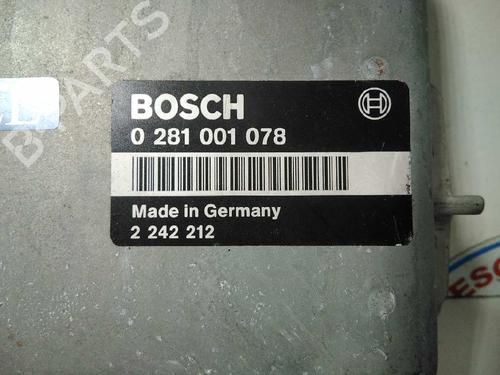 B-PARTS
BOSCH
0 281 001 078
Made in Germany
2 242 212